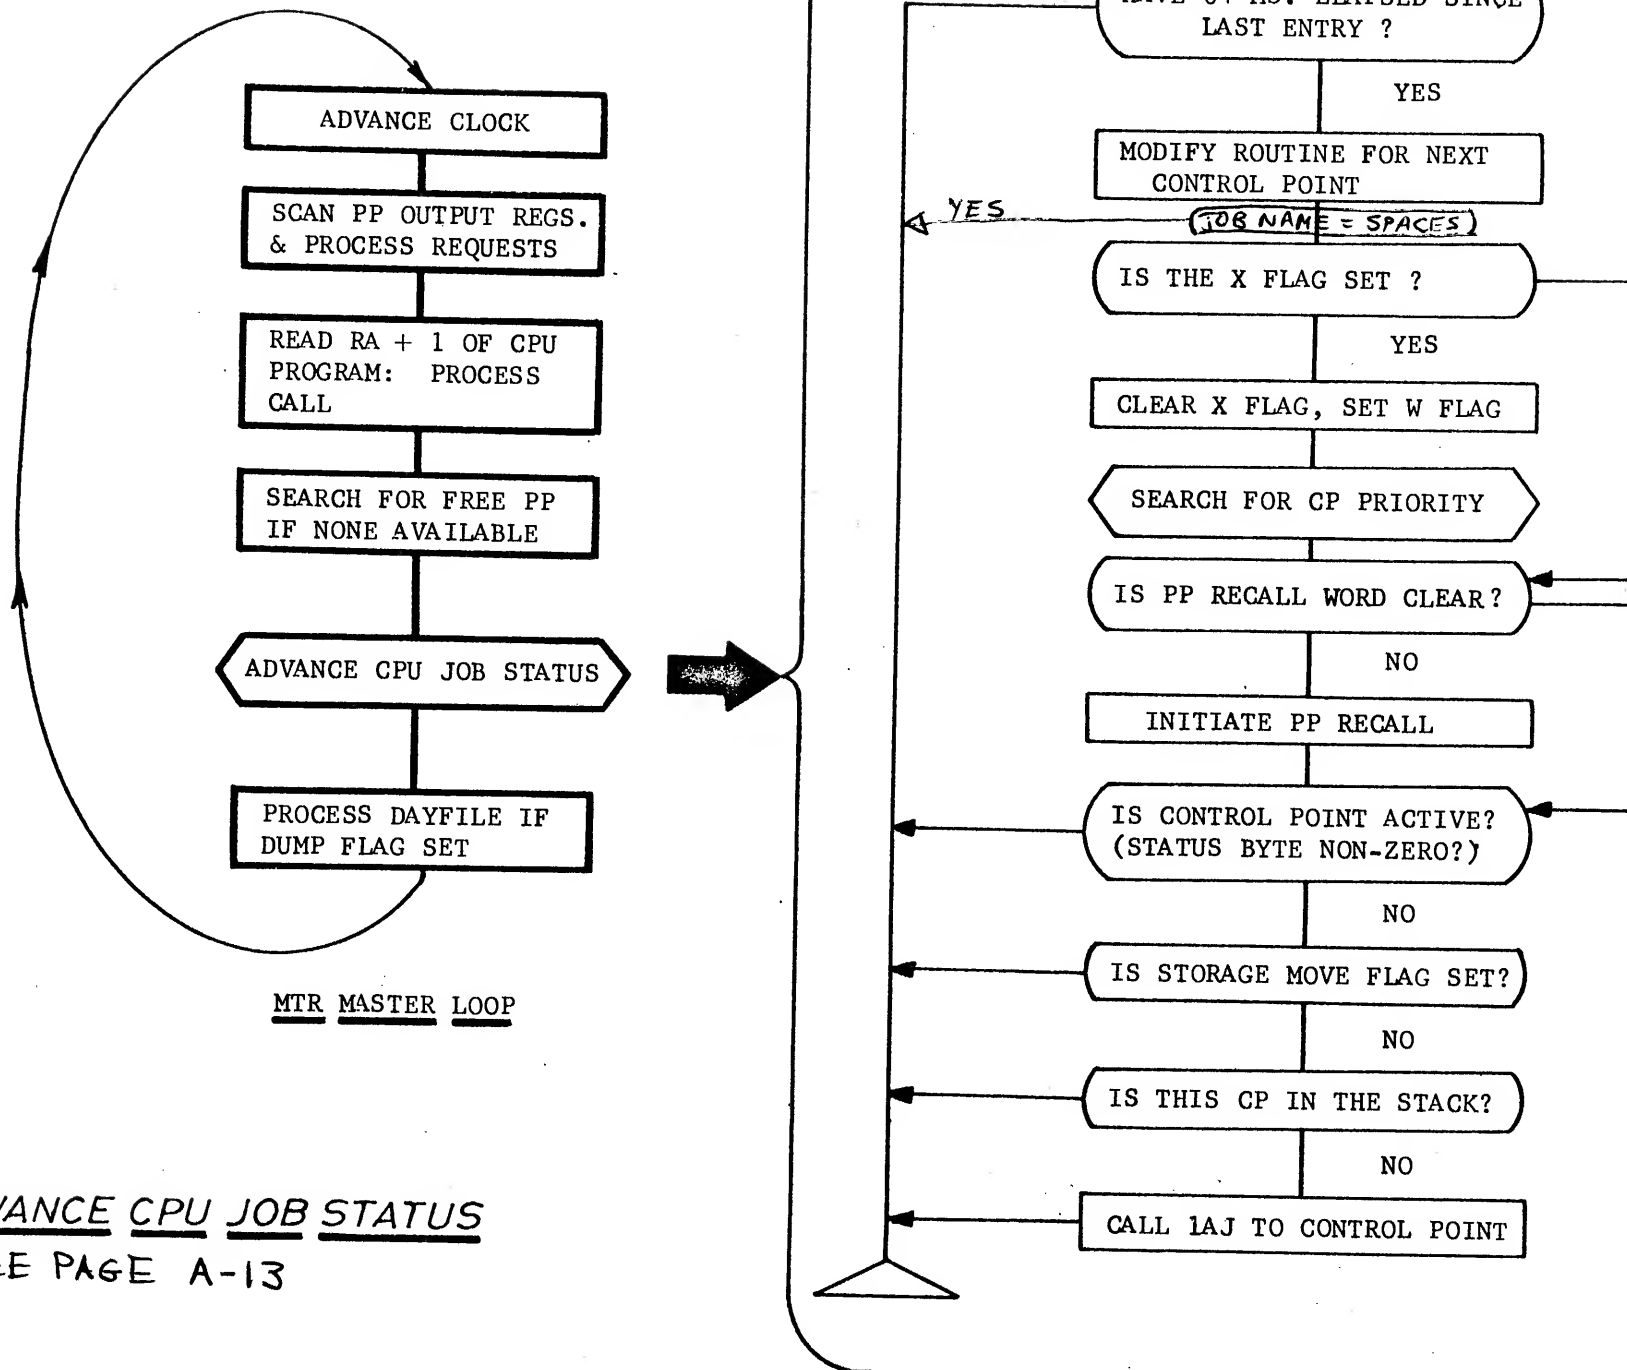 ADVANCE CLOCK
SCAN PP OUTPUT REGS.
& PROCESS REQUESTS
READ RA + 1 OF CPU
PROGRAM: PROCESS
CALL
SEARCH FOR FREE PP
IF NONE AVAILABLE
ADVANCE CPU JOB STATUS
PROCESS DAYFILE IF
DUMP FLAG SET
MTR MASTER LOOP
CPU JOB STATUS
PAGE A-13
ELAPSED SINCE
LAST ENTRY ?
YES
MODIFY ROUTINE FOR NEXT
CONTROL POINT
YES
(JOB NAME = SPACES)
IS THE X FLAG SET ?
YES
CLEAR X FLAG, SET W FLAG
SEARCH FOR CP PRIORITY
IS PP RECALL WORD CLEAR?
NO
INITIATE PP RECALL
IS CONTROL POINT ACTIVE?
(STATUS BYTE NON-ZERO?)
NO
IS STORAGE MOVE FLAG SET?
NO
IS THIS CP IN THE STACK?
NO
CALL 1AJ TO CONTROL POINT